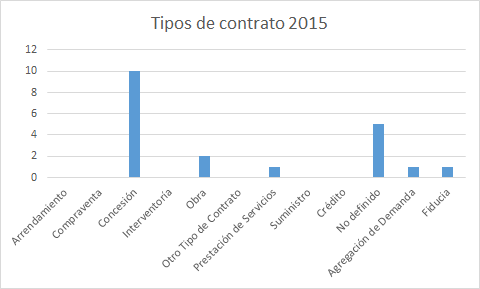 Tipos de contrato 2015
12
10
8
6
4
2
0
Arrendamiento
Compraventa
Concesión
Interventoría
Obra
Otro Tipo de Contrato
Prestación de Servicios
Suministro
Crédito
No definido
Agregación de Demanda
Fiducia